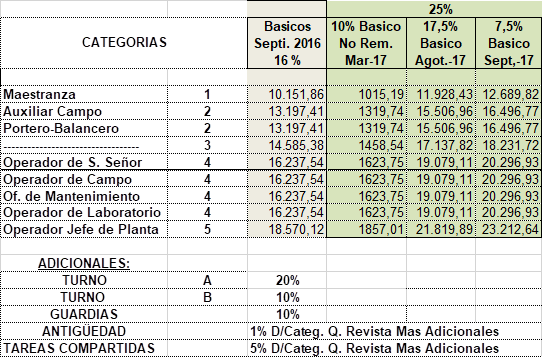 25%
CATEGORIAS Basicos Septi. 2016 16 % 10% Basico No Rem. Mar-17 17,5% Basico Agot.-17 7,5% Basico Sept,-17
Maestranza 1 10.151,86 1015,19 11.928,43 12.689,82
Auxiliar Campo 2 13.197,41 1319,74 15.506,96 16.496,77
Portero-Balancero 2 13.197,41 1319,74 15.506,96 16.496,77
------------------------------- 3 14.585,38 1458,54 17.137,82 18.231,72
Operador de S. Señor 4 16.237,54 1623,75 19.079,11 20.296,93
Operador de Campo 4 16.237,54 1623,75 19.079,11 20.296,93
Of. de Mantenimiento 4 16.237,54 1623,75 19.079,11 20.296,93
Operador de Laboratorio 4 16.237,54 1623,75 19.079,11 20.296,93
Operador Jefe de Planta 5 18.570,12 1857,01 21.819,89 23.212,64
ADICIONALES:
TURNO A 20%
TURNO B 10%
GUARDIAS 10%
ANTIGÜEDAD 1% D/Categ. Q. Revista Mas Adicionales
TAREAS COMPARTIDAS 5% D/Categ. Q. Revista Mas Adicionales